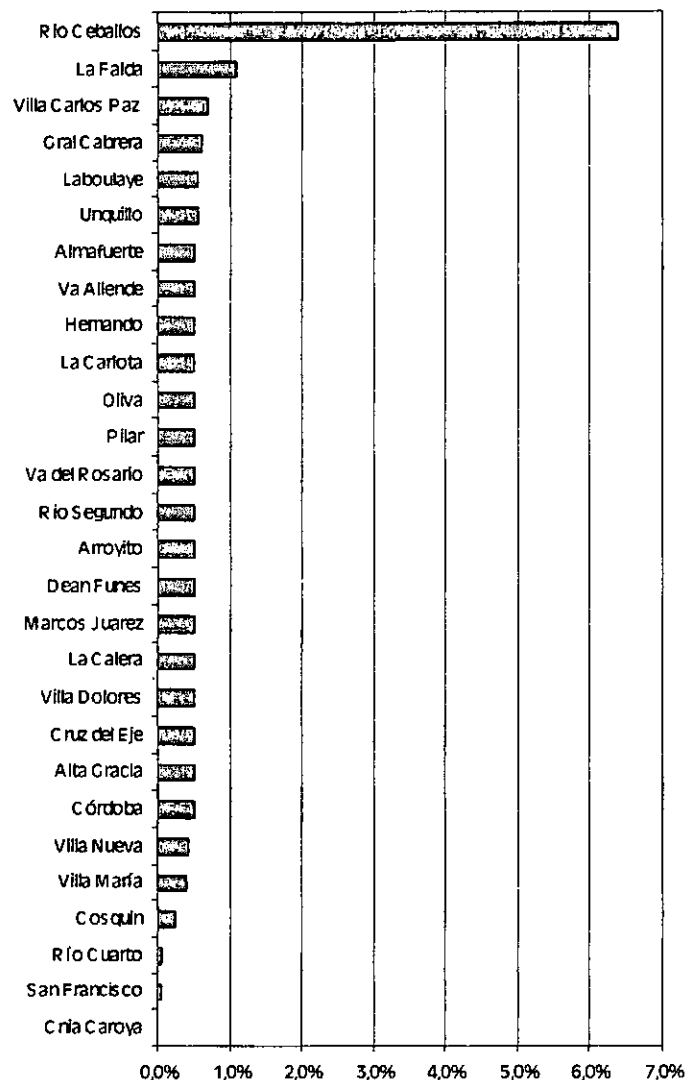 Río Ceballos
La Falda
Villa Carlos Paz
Gral Cabrera
Laboulaye
Unquillo
Almafuerte
Va Allende
Hernando
La Carlota
Oliva
Pilar
Va del Rosario
Río Segundo
Arroyito
Dean Funes
Marcos Juarez
La Calera
Villa Dolores
Cruz del Eje
Alta Gracia
Córdoba
Villa Nueva
Villa María
Cosquín
Río Cuarto
San Francisco
Cnia Caroya
0,0% 1,0% 2,0% 3,0% 4,0% 5,0% 6,0% 7,0%